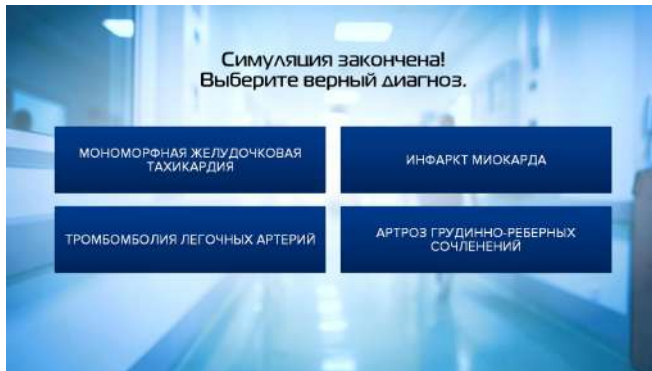 Симуляция закончена!
Выберите верный диагноз.
МОНОМОРФНАЯ ЖЕЛУДОЧКОВАЯ
ТАХИКАРДИЯ
ИНФАРКТ МИОКАРДА
ТРОМБОМБОЛИЯ ЛЕГОЧНЫХ АРТЕРИЙ
АРТРОЗ ГРУДИННО-РЕБЕРНЫХ
СОЧЛЕНЕНИЙ